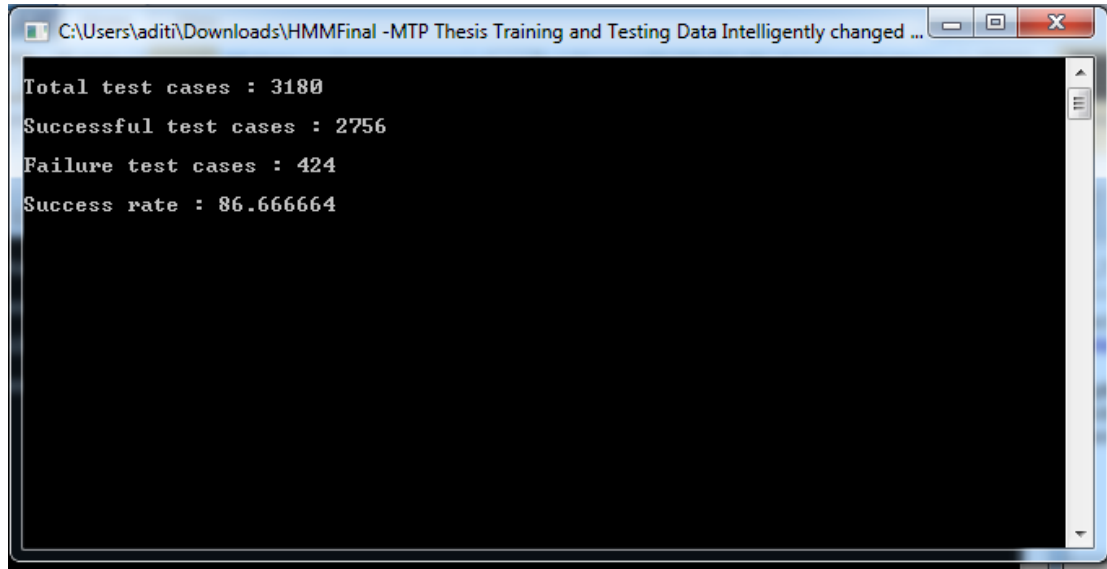 C:\Users\aditi\Downloads\HMMFinal -MTP Thesis Training and Testing Data Intelligently changed ...
Total test cases : 3180
Successful test cases : 2756
Failure test cases : 424
Success rate : 86.666664